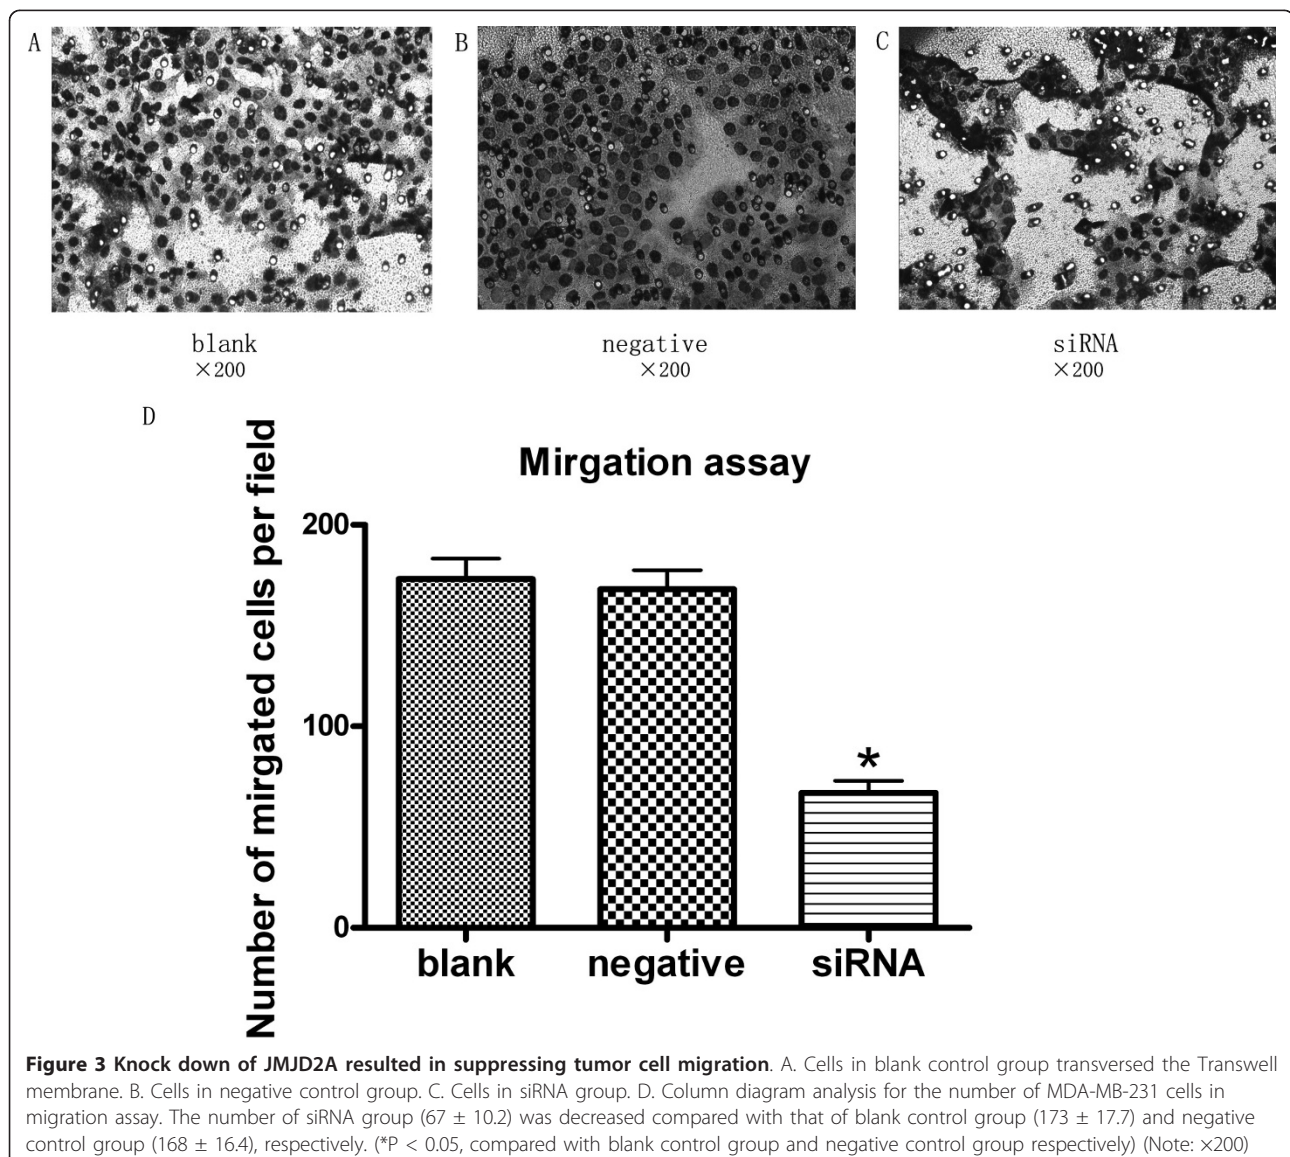 A
B
C
blank
×200
negative
×200
siRNA
×200
D
Mirgation assay
Number of mirgated cells per field
200
100
0
*
blank negative siRNA
Figure 3 Knock down of JMJD2A resulted in suppressing tumor cell migration. A. Cells in blank control group transversed the Transwell
membrane. B. Cells in negative control group. C. Cells in siRNA group. D. Column diagram analysis for the number of MDA-MB-231 cells in
migration assay. The number of siRNA group (67 ± 10.2) was decreased compared with that of blank control group (173 ± 17.7) and negative
control group (168 ± 16.4), respectively. (*P < 0.05, compared with blank control group and negative control group respectively) (Note: ×200)